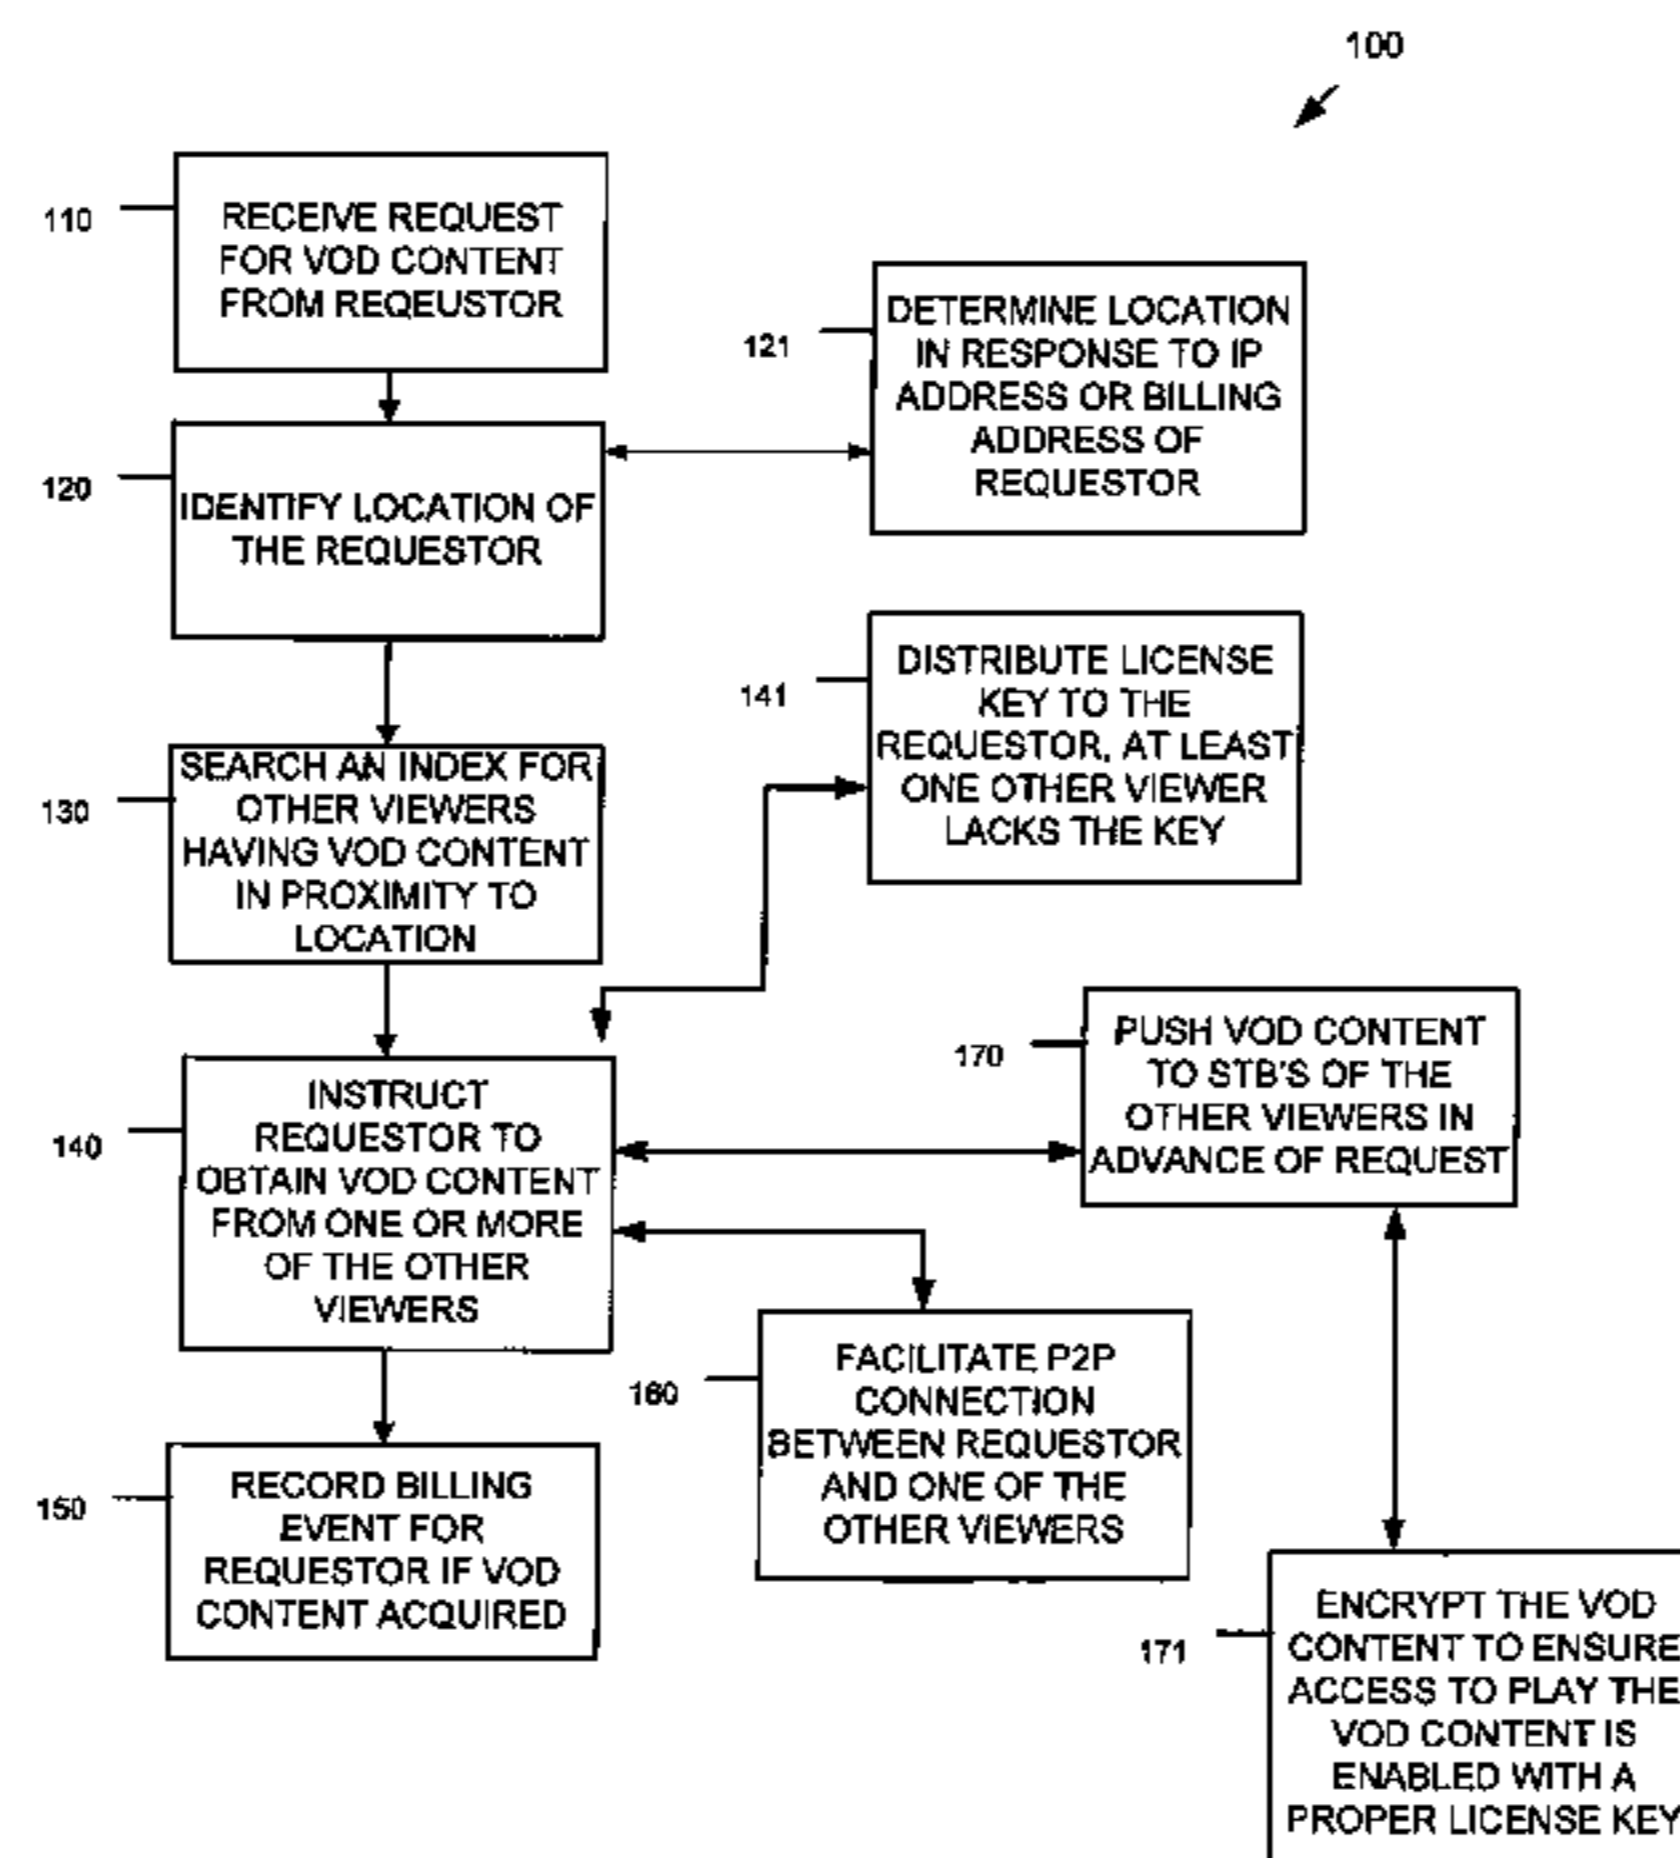 100
110
RECEIVE REQUEST
FOR VOD CONTENT
FROM REQEUSTOR
121
DETERMINE LOCATION
IN RESPONSE TO IP
ADDRESS OR BILLING
ADDRESS OF
REQUESTOR
120
IDENTIFY LOCATION OF
THE REQUESTOR
141
DISTRIBUTE LICENSE
KEY TO THE
REQUESTOR, AT LEAST
ONE OTHER VIEWER
LACKS THE KEY
130
SEARCH AN INDEX FOR
OTHER VIEWERS
HAVING VOD CONTENT
IN PROXIMITY TO
LOCATION
170
PUSH VOD CONTENT
TO STB'S OF THE
OTHER VIEWERS IN
ADVANCE OF REQUEST
140
INSTRUCT
REQUESTOR TO
OBTAIN VOD CONTENT
FROM ONE OR MORE
OF THE OTHER
VIEWERS
160
FACILITATE P2P
CONNECTION
BETWEEN REQUESTOR
AND ONE OF THE
OTHER VIEWERS
150
RECORD BILLING
EVENT FOR
REQUESTOR IF VOD
CONTENT ACQUIRED
171
ENCRYPT THE VOD
CONTENT TO ENSURE
ACCESS TO PLAY THE
VOD CONTENT IS
ENABLED WITH A
PROPER LICENSE KEY